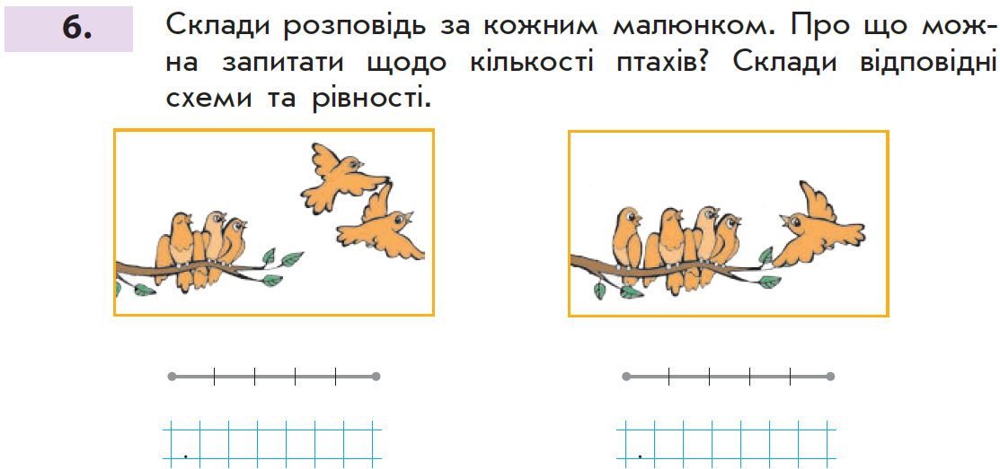 6.
Склади розповідь за кожним малюнком. Про що мож-
на запитати щодо кількості птахів? Склади відповідні
схеми та рівності.